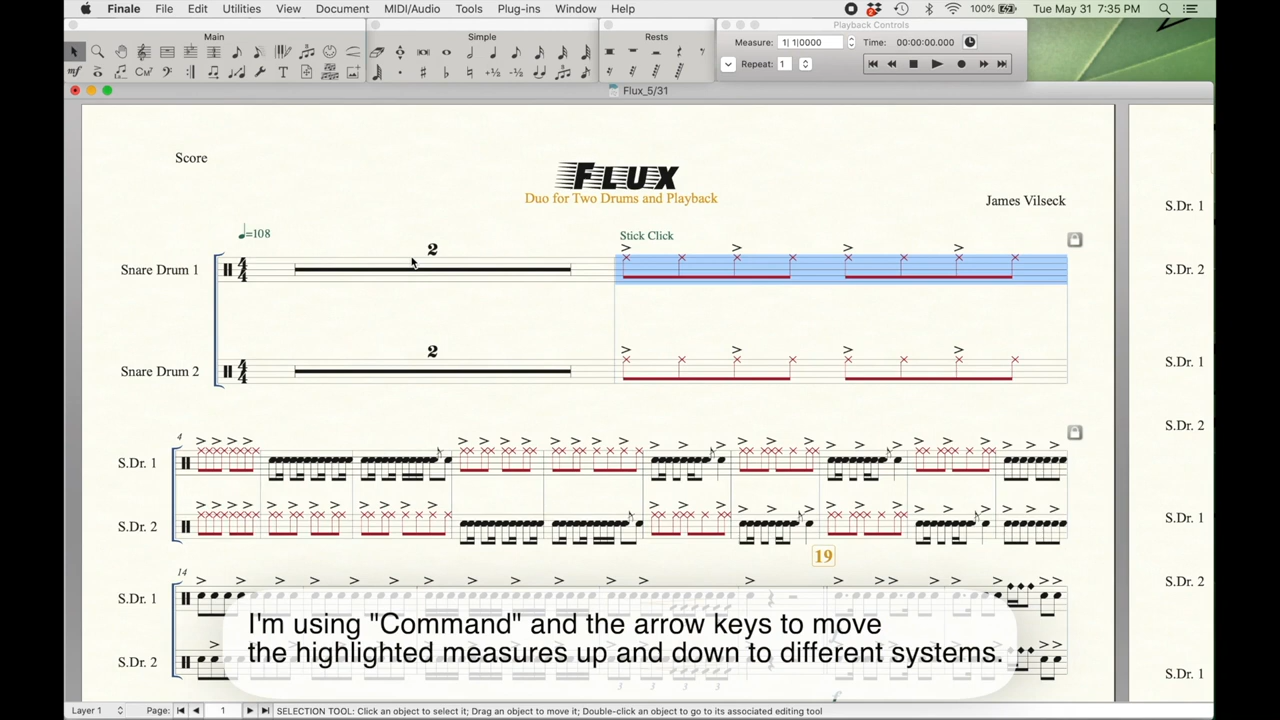 Finale File Edit Utilities View Document MIDI/Audio Tools Plug-ins Window Help 100% Tue May 31 7:35 PM
Main Simple Rests Playback Controls
Measure: 1| 1|0000 Time: 00:00:00.000
Repeat: 1
Flux_5/31
Score
FLUX
Duo for Two Drums and Playback
James Vilseck
=108
Stick Click
2
Snare Drum 1
2
Snare Drum 2
4
S.Dr. 1
S.Dr. 2
19
14
S.Dr. 1
S.Dr. 2
I'm using "Command" and the arrow keys to move
the highlighted measures up and down to different systems.
S.Dr. 1
S.Dr. 2
S.Dr. 1
S.Dr. 2
S.Dr. 1
S.Dr. 2
S.Dr. 1
Layer 1 Page: 1 SELECTION TOOL: Click an object to select it; Drag an object to move it; Double-click an object to go to its associated editing tool